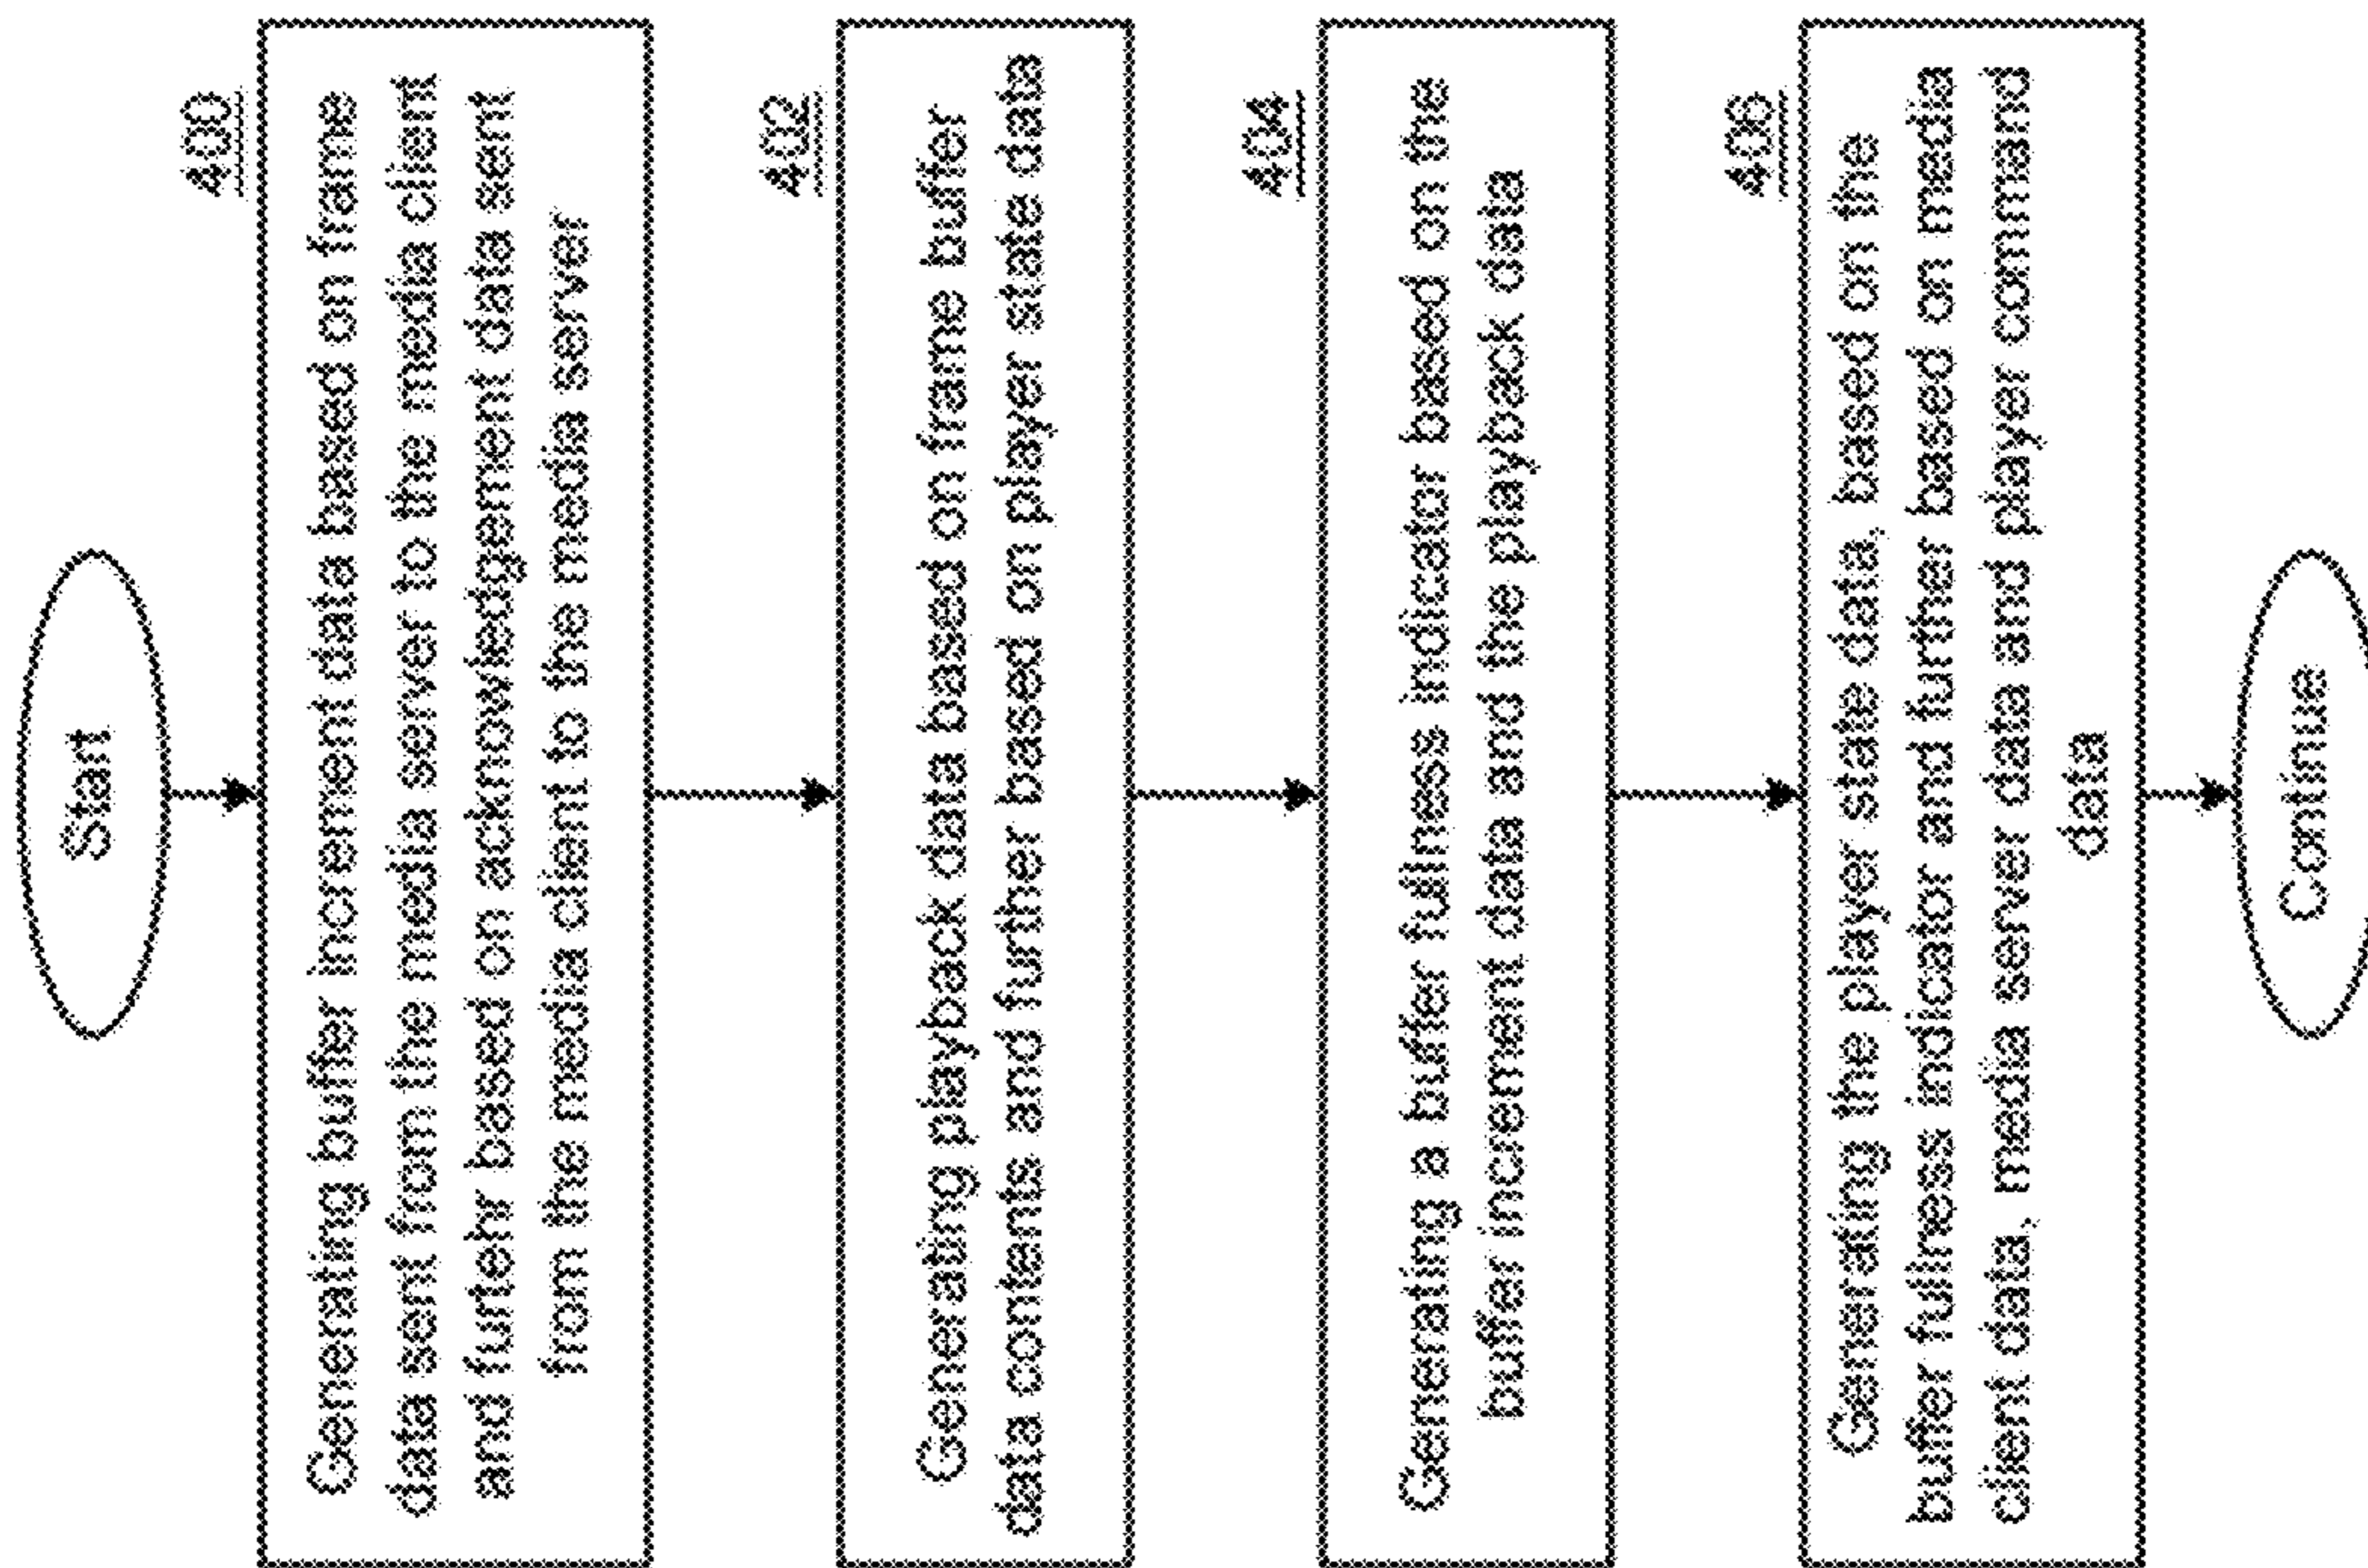 Start
400
Generating buffer increment data based on frame
data sent from the media server to the media client
and furtehr based on acknowledgement data sent
from the media client to the media server
402
Generating playback data based on frame buffer
data contents and further based on player state data
404
Generating a buffer fullness indicator based on the
buffer increment data and the playback data
406
Generating the player state data, based on the
buffer fullness indicator and further based on media
client data, media server data and player command
data
Continue